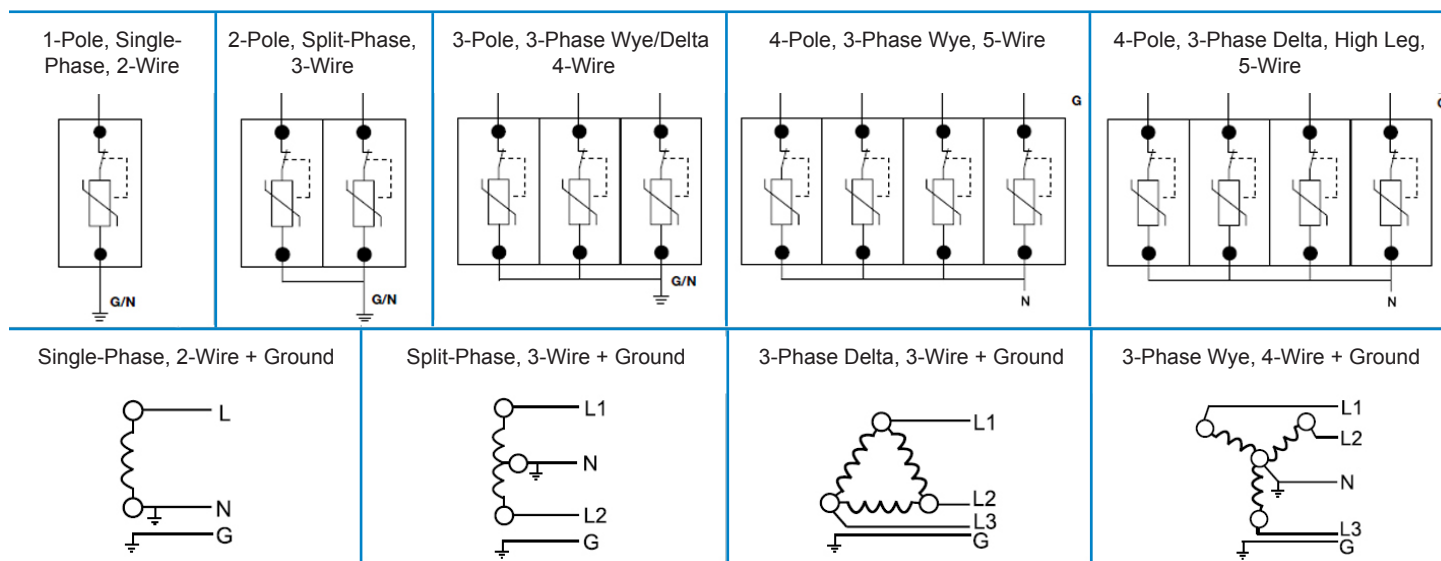 1-Pole, Single-
Phase, 2-Wire
2-Pole, Split-Phase,
3-Wire
3-Pole, 3-Phase Wye/Delta
4-Wire
4-Pole, 3-Phase Wye, 5-Wire
4-Pole, 3-Phase Delta, High Leg,
5-Wire
G/N
G/N
G/N
G
N
N
Single-Phase, 2-Wire + Ground
L
N
G
Split-Phase, 3-Wire + Ground
L1
N
L2
G
3-Phase Delta, 3-Wire + Ground
L1
L2
L3
G
3-Phase Wye, 4-Wire + Ground
L1
L2
N
L3
G